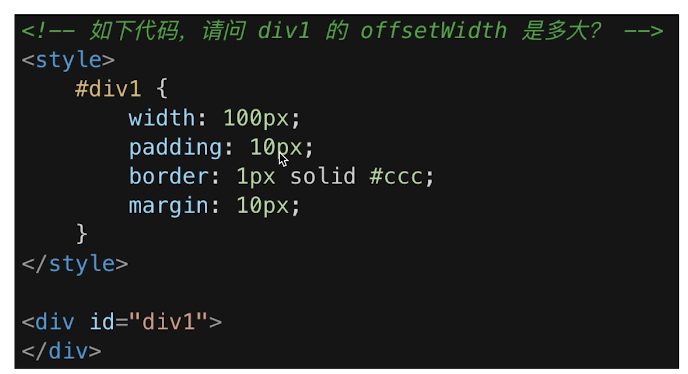 <!-- 如下代码，请问 div1 的 offsetWidth 是多大？ -->
<style>
    #div1 {
        width: 100px;
        padding: 10px;
        border: 1px solid #ccc;
        margin: 10px;
    }
</style>

<div id="div1">
</div>